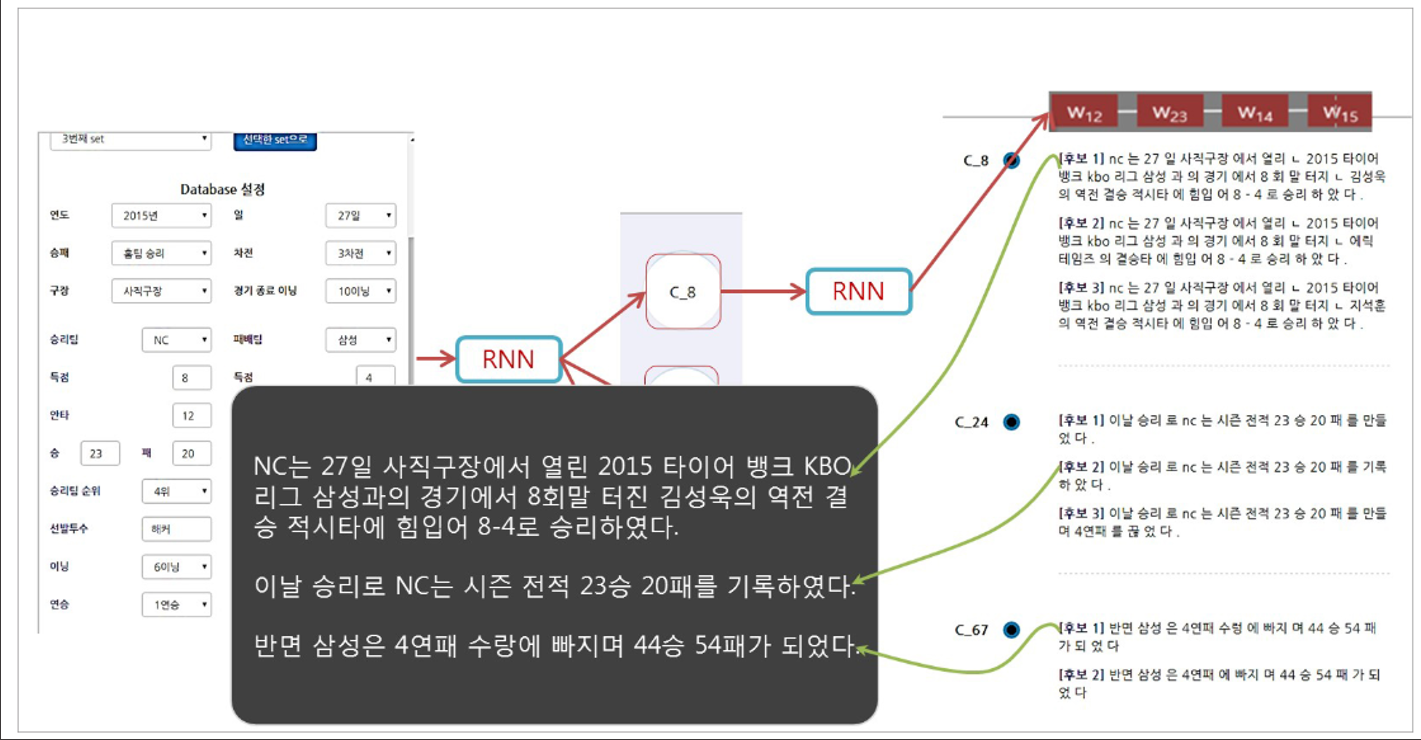 3번째 set
선택한 set으로
Database 설정
연도 2015년 일 27일
승패 홈팀 승리 차전 3차전
구장 사직구장 경기 종료 이닝 10이닝
승리팀 NC 패배팀 삼성
득점 8 득점 4
안타 12
승 23 패 20
승리팀 순위 4위
선발투수 해커
이닝 6이닝
연승 1연승
RNN
C_8
RNN
W12 W23 W14 W15
C_8
[후보 1] nc 는 27 일 사직구장 에서 열리 ㄴ 2015 타이어
뱅크 kbo 리그 삼성 과 의 경기 에서 8 회 말 터지 ㄴ 김성욱
의 역전 결승 적시타 에 힘입 어 8 - 4 로 승리 하 았 다 .
[후보 2] nc 는 27 일 사직구장 에서 열리 ㄴ 2015 타이어
뱅크 kbo 리그 삼성 과 의 경기 에서 8 회 말 터지 ㄴ 에릭
테임즈 의 결승타 에 힘입 어 8 - 4 로 승리 하 았 다 .
[후보 3] nc 는 27 일 사직구장 에서 열리 ㄴ 2015 타이어
뱅크 kbo 리그 삼성 과 의 경기 에서 8 회 말 터지 ㄴ 지석훈
의 역전 결승 적시타 에 힘입 어 8 - 4 로 승리 하 았 다 .
C_24
[후보 1] 이날 승리 로 nc 는 시즌 전적 23 승 20 패 를 만들
었 다 .
[후보 2] 이날 승리 로 nc 는 시즌 전적 23 승 20 패 를 기록
하 았 다 .
[후보 3] 이날 승리 로 nc 는 시즌 전적 23 승 20 패 를 만들
며 4연패 를 끊 었 다 .
C_67
[후보 1] 반면 삼성 은 4연패 수렁 에 빠지 며 44 승 54 패
가 되 었 다
[후보 2] 반면 삼성 은 4연패 에 빠지 며 44 승 54 패 가 되
었 다
NC는 27일 사직구장에서 열린 2015 타이어 뱅크 KBO
리그 삼성과의 경기에서 8회말 터진 김성욱의 역전 결
승 적시타에 힘입어 8-4로 승리하였다.
이날 승리로 NC는 시즌 전적 23승 20패를 기록하였다.
반면 삼성은 4연패 수랑에 빠지며 44승 54패가 되었다.